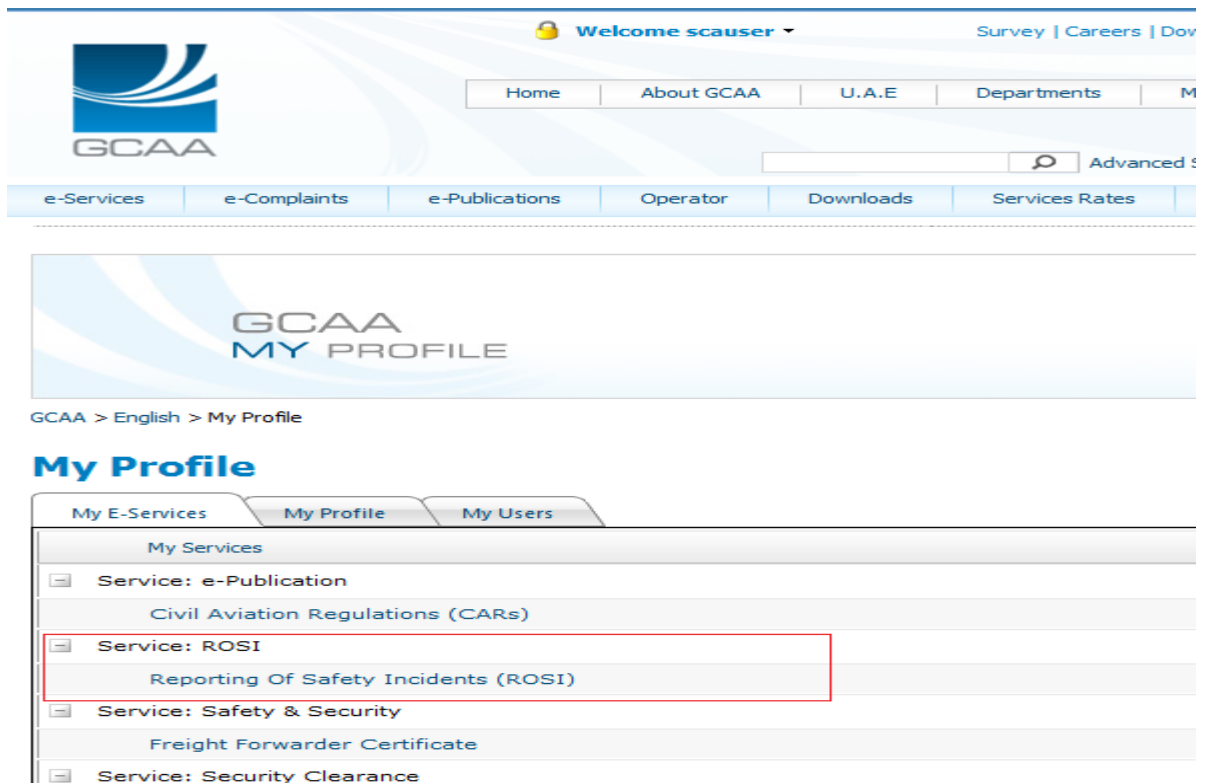 Welcome scauser
Survey | Careers |
GCAA
Home About GCAA U.A.E Departments
Advanced
e-Services e-Complaints e-Publications Operator Downloads Services Rates
GCAA
MY PROFILE
GCAA > English > My Profile
My Profile
My E-Services My Profile My Users
My Services
Service: e-Publication
Civil Aviation Regulations (CARs)
Service: ROSI
Reporting Of Safety Incidents (ROSI)
Service: Safety & Security
Freight Forwarder Certificate
Service: Security Clearance